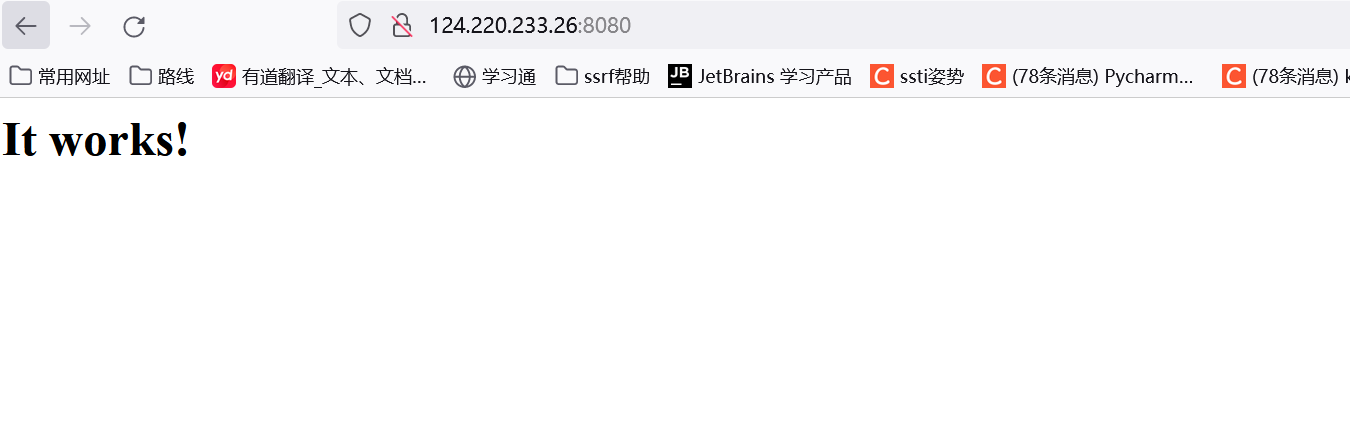 124.220.233.26:8080
常用网址 路线 yd 有道翻译_文本、文档... 学习通 ssrf帮助 JB JetBrains 学习产品 C ssti姿势 C (78条消息) Pycharm... C (78条消息) k
It works!